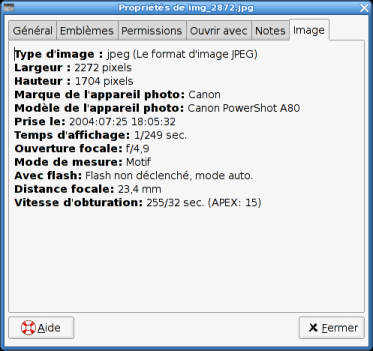 Propriétés de img_2872.jpg
Général Emblèmes Permissions Ouvrir avec Notes Image
Type d'image : jpeg (Le format d'image JPEG)
Largeur : 2272 pixels
Hauteur : 1704 pixels
Marque de l'appareil photo: Canon
Modèle de l'appareil photo: Canon PowerShot A80
Prise le: 2004:07:25 18:05:32
Temps d'affichage: 1/249 sec.
Ouverture focale: f/4,9
Mode de mesure: Motif
Avec flash: Flash non déclenché, mode auto.
Distance focale: 23,4 mm
Vitesse d'obturation: 255/32 sec. (APEX: 15)
Aide Fermer